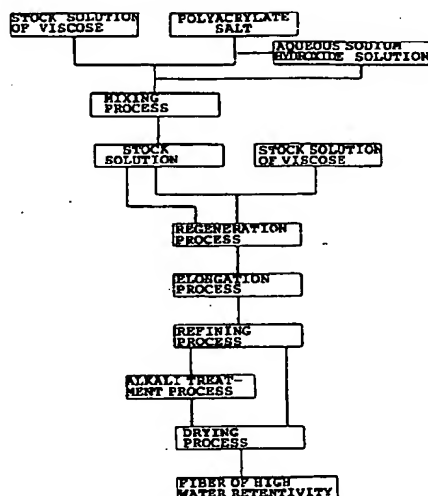 STOCK SOLUTION
OF VISCOSE
POLYACRYLATE
SALT
AQUEOUS SODIUM
HYDROXIDE SOLUTION
MIXING
PROCESS
STOCK
SOLUTION
STOCK SOLUTION
OF VISCOSE
REGENERATION
PROCESS
ELONGATION
PROCESS
REFINING
PROCESS
ALKALI TREAT-
MENT PROCESS
DRYING
PROCESS
FIBER OF HIGH
WATER RETENTIVITY